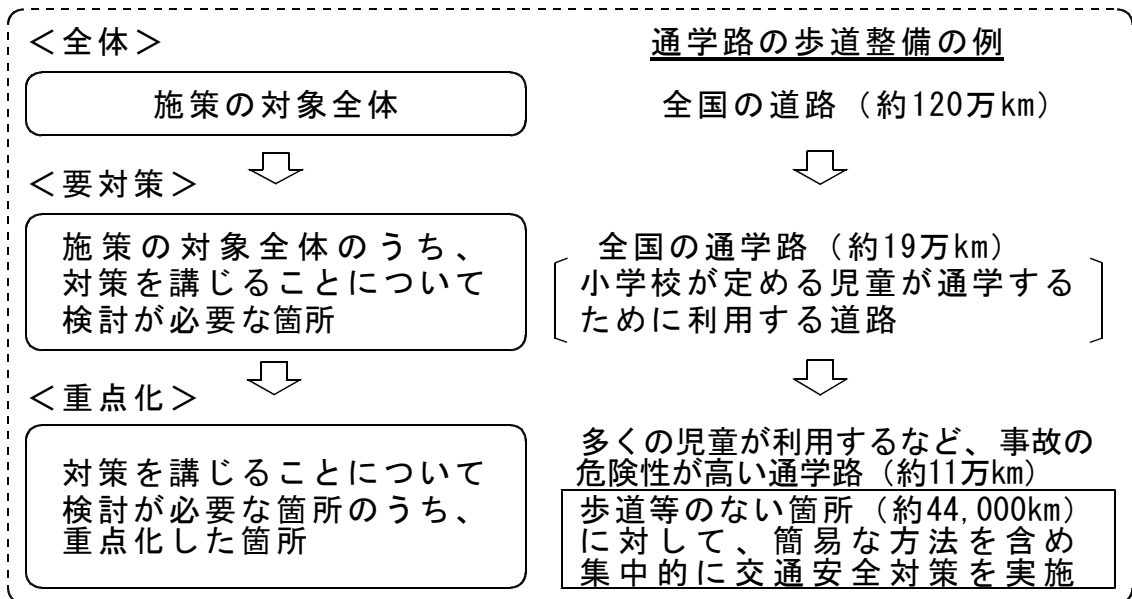 ＜全体＞
通学路の歩道整備の例
施策の対象全体
全国の道路（約120万km）
＜要対策＞
施策の対象全体のうち、
対策を講じることについて
検討が必要な箇所
全国の通学路（約19万km）
小学校が定める児童が通学する
ために利用する道路
＜重点化＞
対策を講じることについて
検討が必要な箇所のうち、
重点化した箇所
多くの児童が利用するなど、事故の
危険性が高い通学路（約11万km）
歩道等のない箇所（約44,000km）
に対して、簡易な方法を含め
集中的に交通安全対策を実施